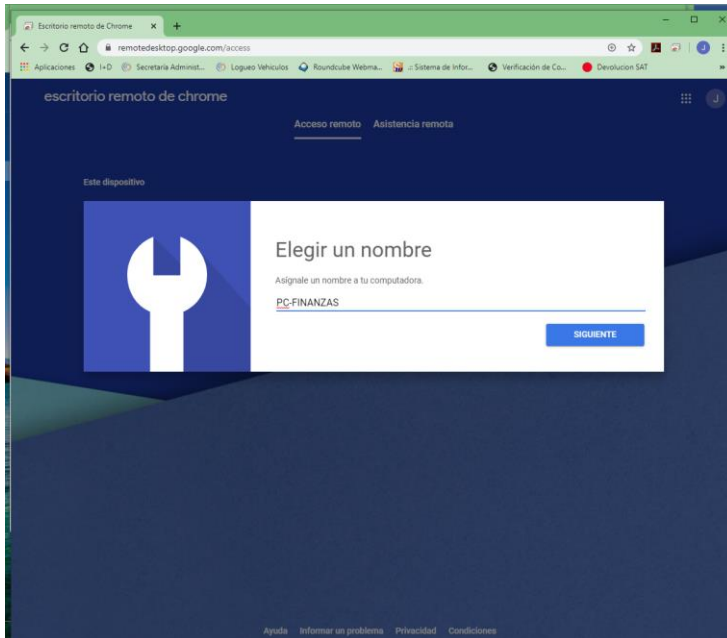 Escritorio remoto de Chrome
remotedesktop.google.com/access
Aplicaciones I+D Secretaria Administ... Logueo Vehiculos Roundcube Webma... .: Sistema de Infor... Verificación de Co... Devolucion SAT
escritorio remoto de chrome
J
Acceso remoto Asistencia remota
Este dispositivo
Elegir un nombre
Asígnale un nombre a tu computadora.
PC-FINANZAS
SIGUIENTE
Ayuda Informar un problema Privacidad Condiciones